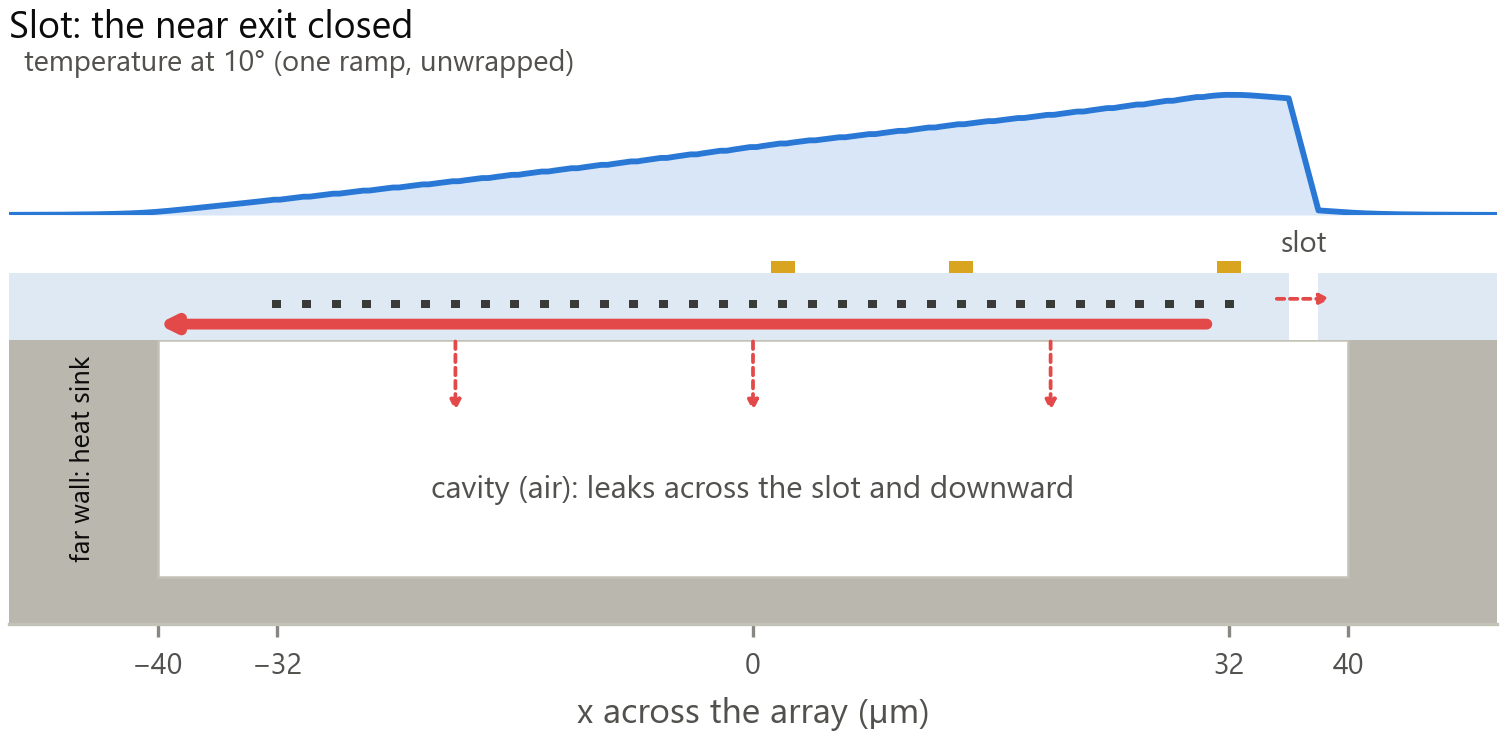 Slot: the near exit closed
temperature at 10° (one ramp, unwrapped)
slot
far wall: heat sink
cavity (air): leaks across the slot and downward
−40 −32 0 32 40
x across the array (μm)